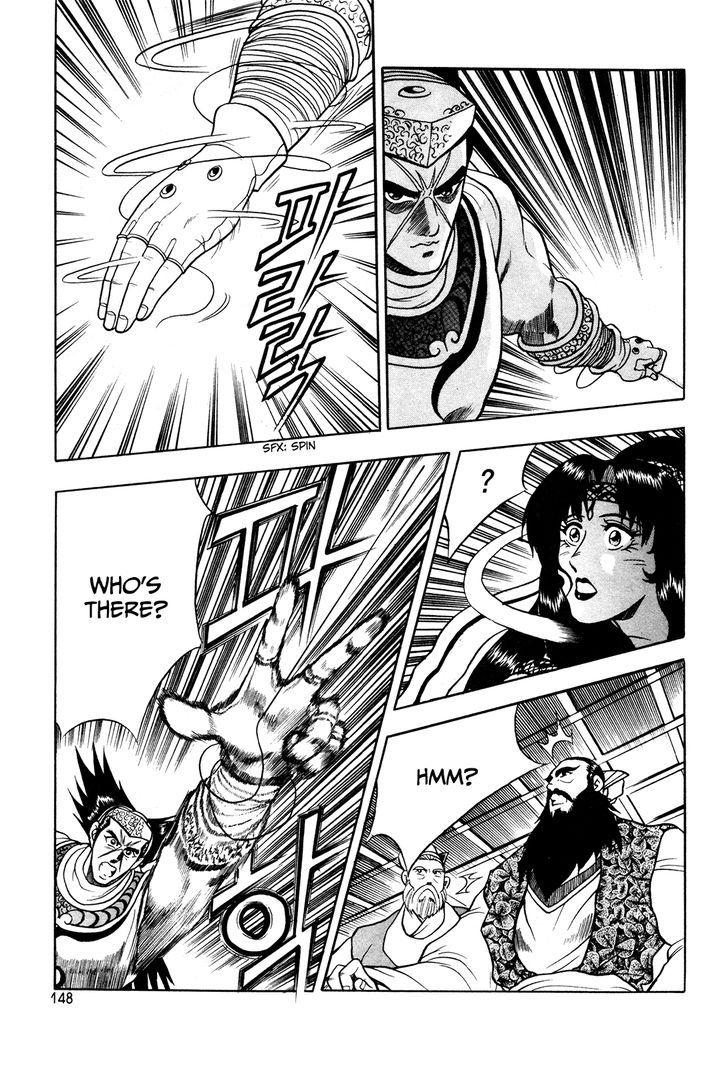 파라락
SFX: SPIN
?
WHO'S
THERE?
HMM?
148